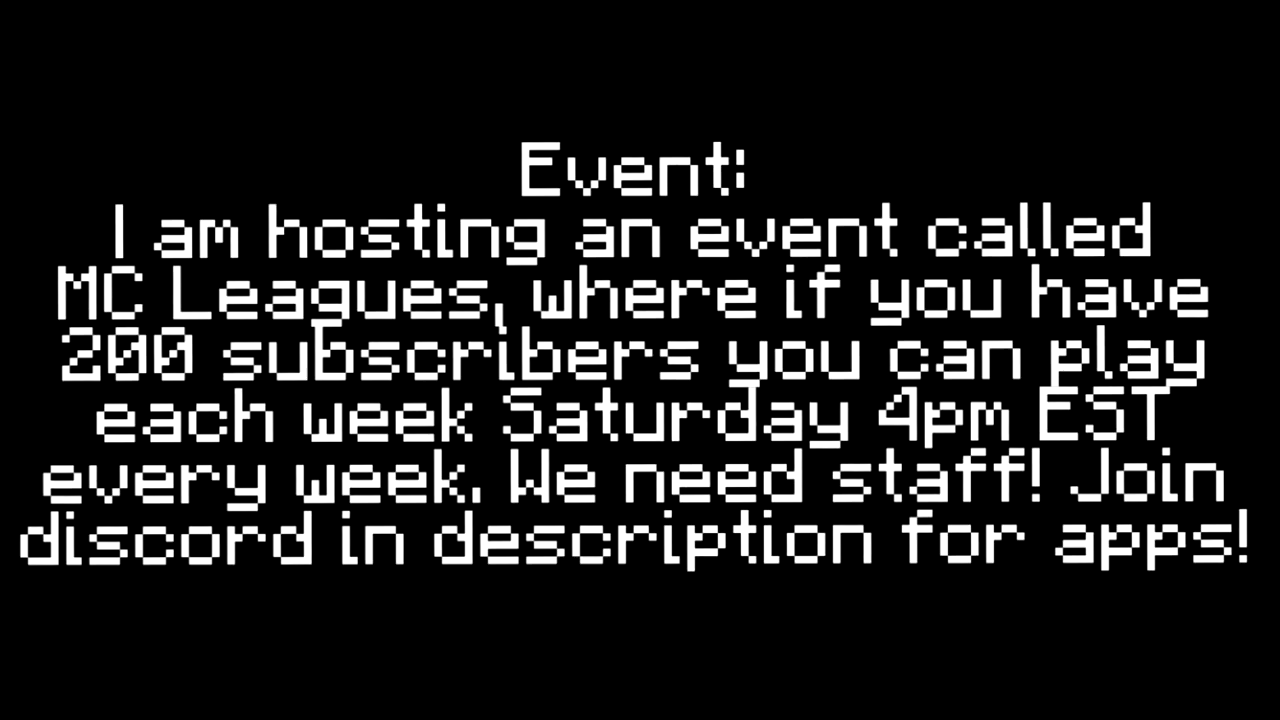 Event:
I am hosting an event called
MC Leagues, where if you have
200 subscribers you can play
each week Saturday 4pm EST
every week. We need staff! Join
discord in description for apps!